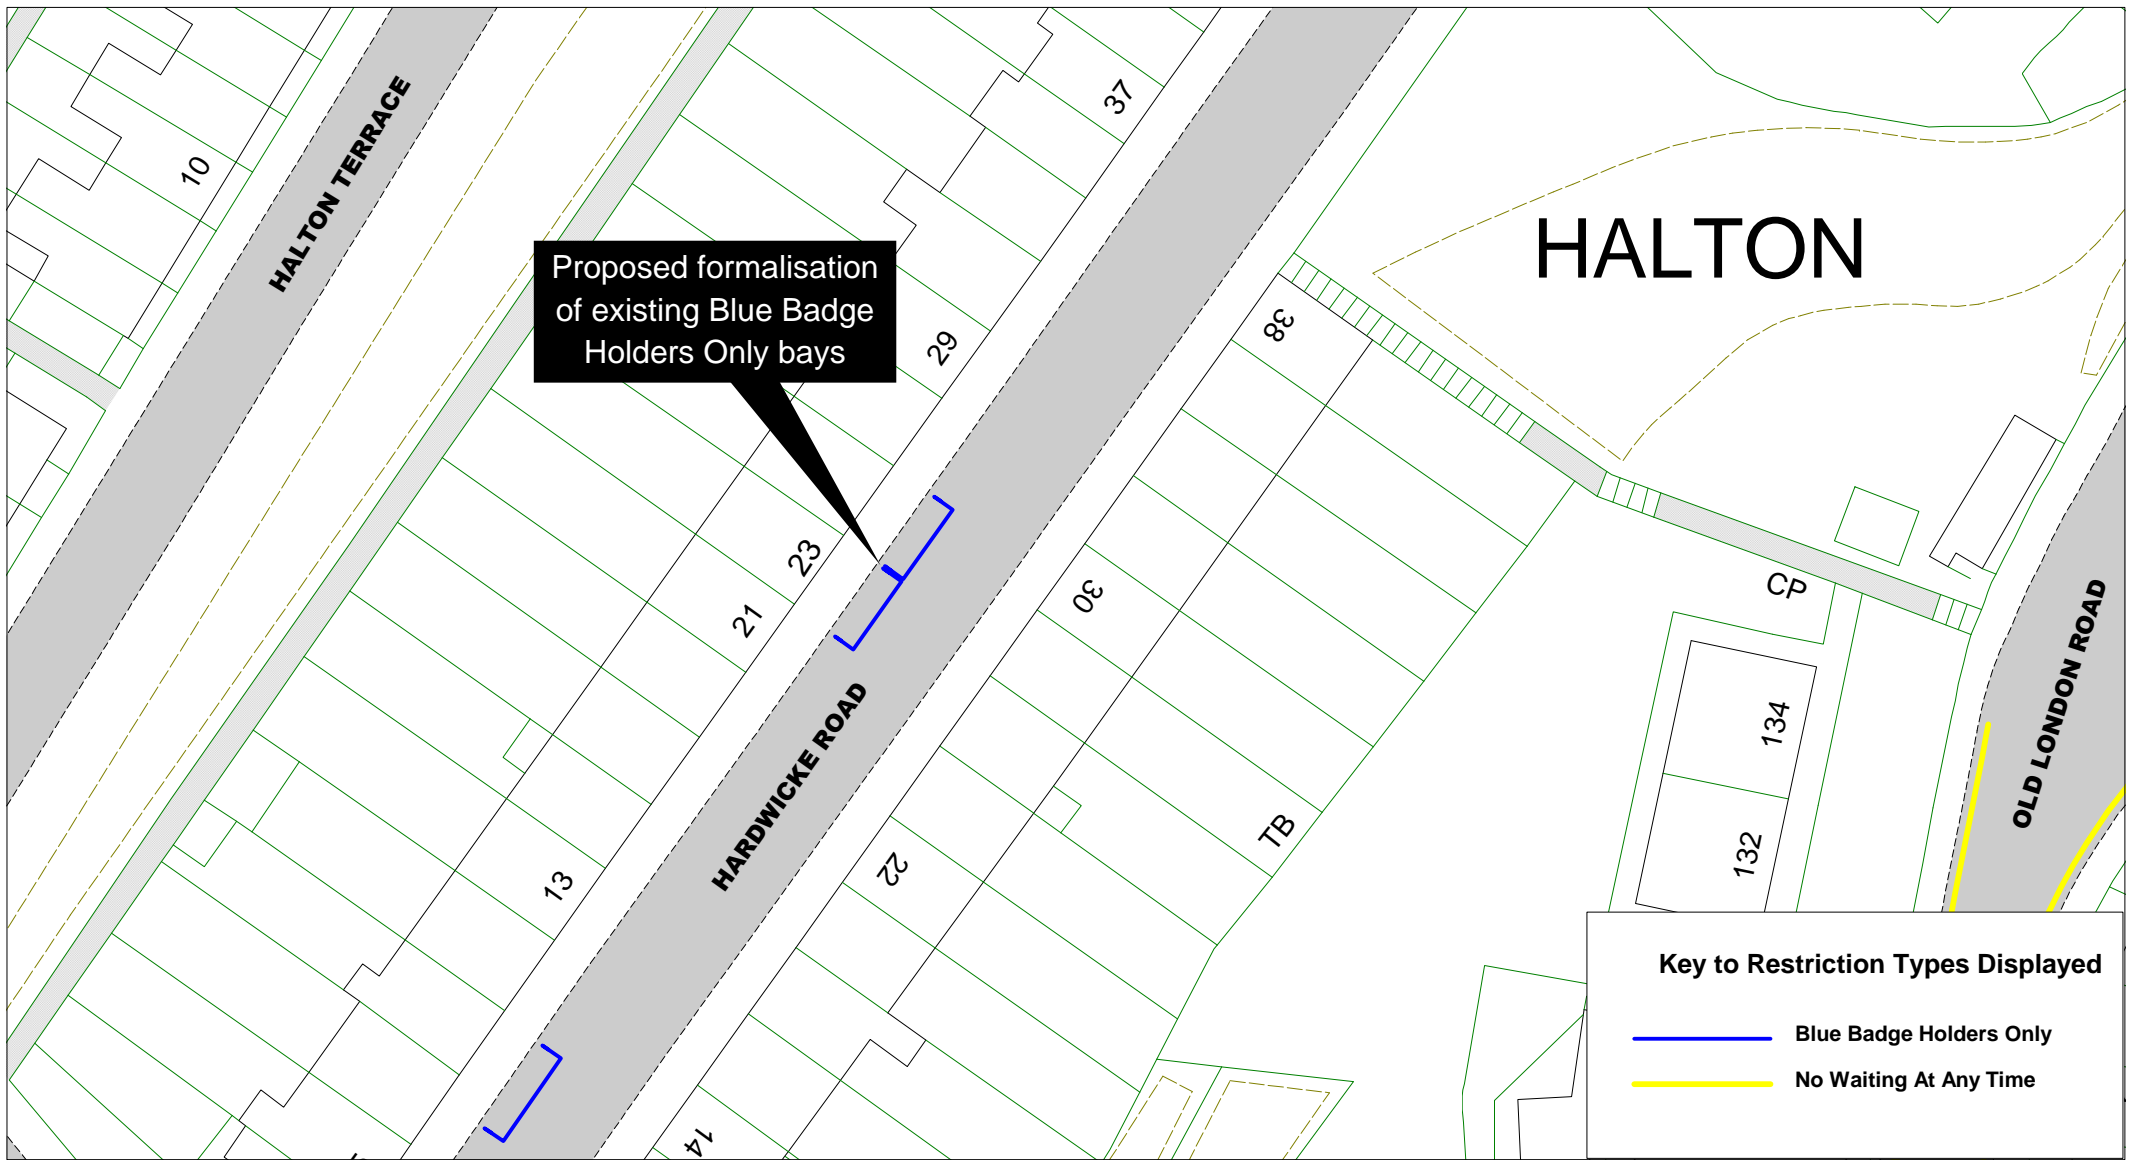 37
10
HALTON TERRACE
HALTON
Proposed formalisation
of existing Blue Badge
Holders Only bays
38
29
23
21
30
CP
OLD LONDON ROAD
134
132
HARDWICKE ROAD
TB
22
13
14
Key to Restriction Types Displayed
Blue Badge Holders Only
No Waiting At Any Time